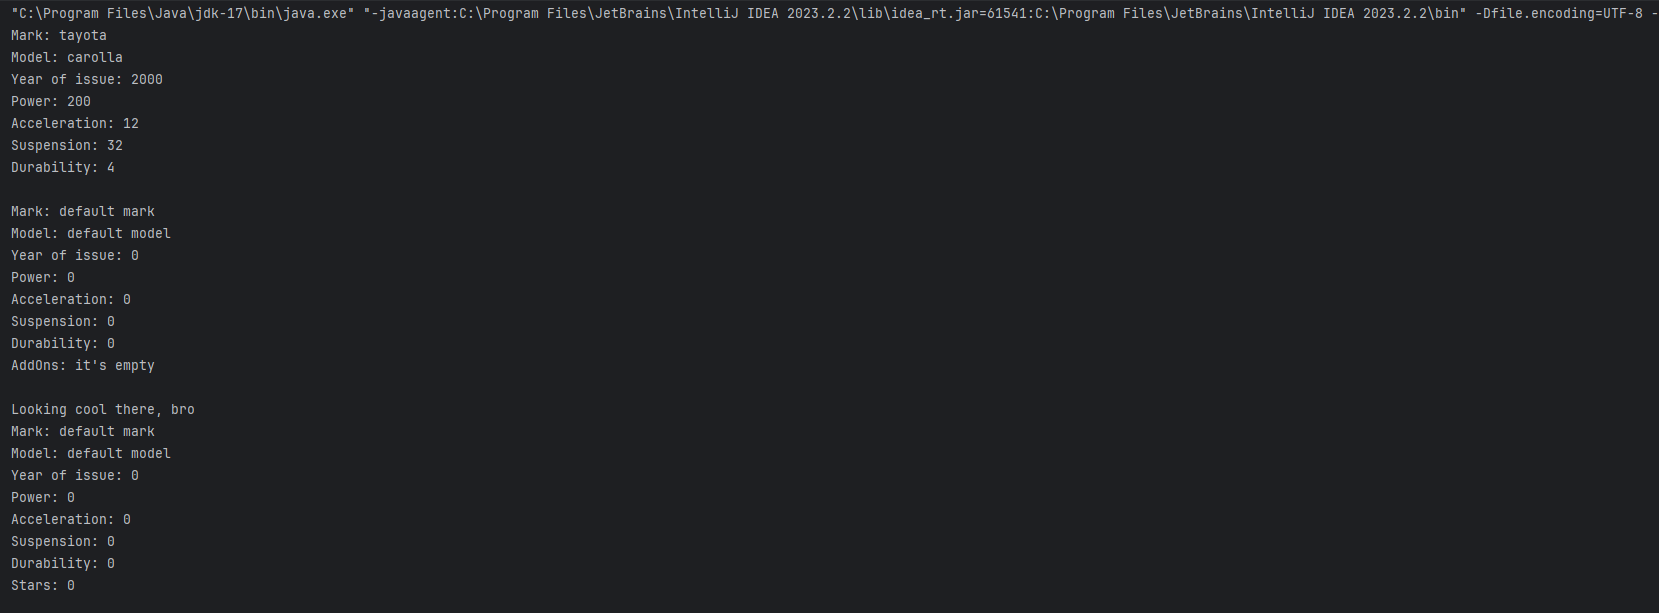 "C:\Program Files\Java\jdk-17\bin\java.exe" "-javaagent:C:\Program Files\JetBrains\IntelliJ IDEA 2023.2.2\lib\idea_rt.jar=61541:C:\Program Files\JetBrains\IntelliJ IDEA 2023.2.2\bin" -Dfile.encoding=UTF-8 -
Mark: tayota
Model: carolla
Year of issue: 2000
Power: 200
Acceleration: 12
Suspension: 32
Durability: 4
Mark: default mark
Model: default model
Year of issue: 0
Power: 0
Acceleration: 0
Suspension: 0
Durability: 0
AddOns: it's empty
Looking cool there, bro
Mark: default mark
Model: default model
Year of issue: 0
Power: 0
Acceleration: 0
Suspension: 0
Durability: 0
Stars: 0